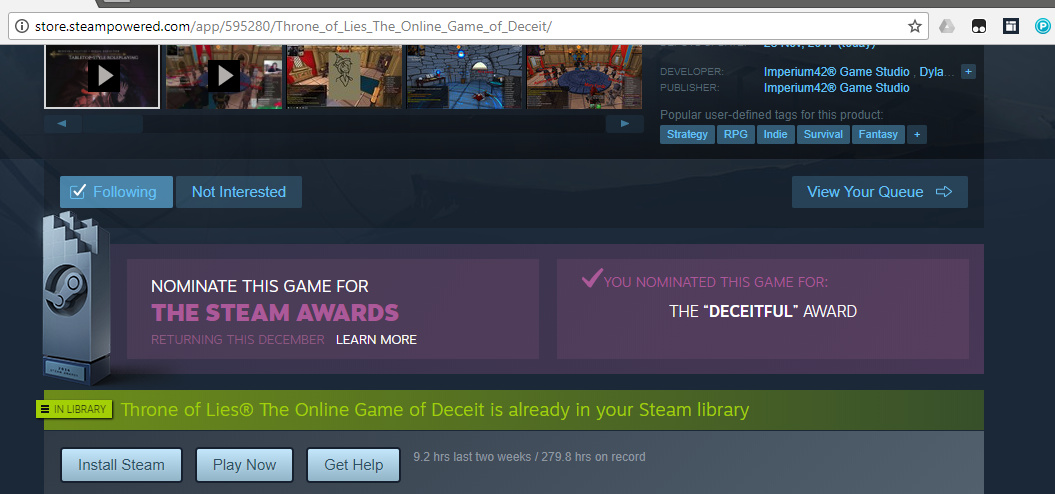 store.steampowered.com/app/595280/Throne_of_Lies_The_Online_Game_of_Deceit/
TABLETOP-STYLE ROLEPLAYING
(today)
DEVELOPER: Imperium42® Game Studio , Dyla... +
PUBLISHER: Imperium42® Game Studio
Popular user-defined tags for this product:
Strategy RPG Indie Survival Fantasy +
Following Not Interested View Your Queue
NOMINATE THIS GAME FOR
THE STEAM AWARDS
RETURNING THIS DECEMBER LEARN MORE
YOU NOMINATED THIS GAME FOR:
THE “DECEITFUL” AWARD
IN LIBRARY Throne of Lies® The Online Game of Deceit is already in your Steam library
Install Steam Play Now Get Help 9.2 hrs last two weeks / 279.8 hrs on record